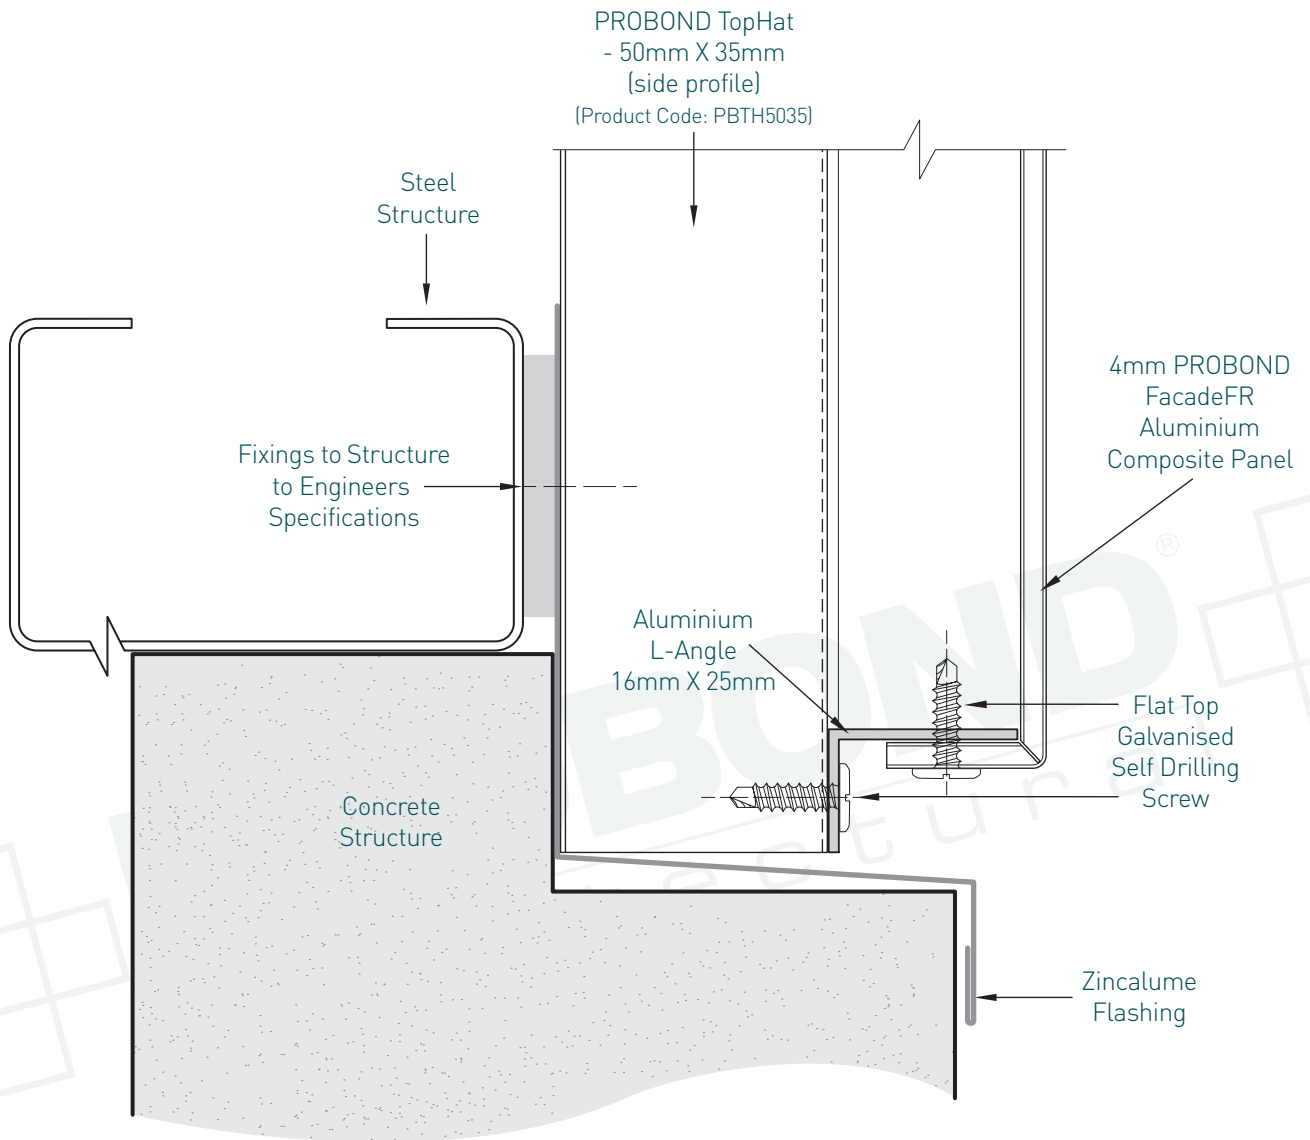 PROBOND TopHat
- 50mm X 35mm
(side profile)
(Product Code: PBTH5035)
Steel
Structure
4mm PROBOND
FacadeFR
Aluminium
Composite Panel
Fixings to Structure
to Engineers
Specifications
Aluminium
L-Angle
16mm X 25mm
Flat Top
Galvanised
Self Drilling
Screw
Concrete
Structure
Zincalume
Flashing
BOND®